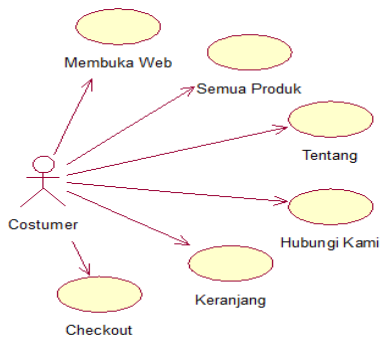 Membuka Web
Semua Produk
Tentang
Costumer
Hubungi Kami
Keranjang
Checkout